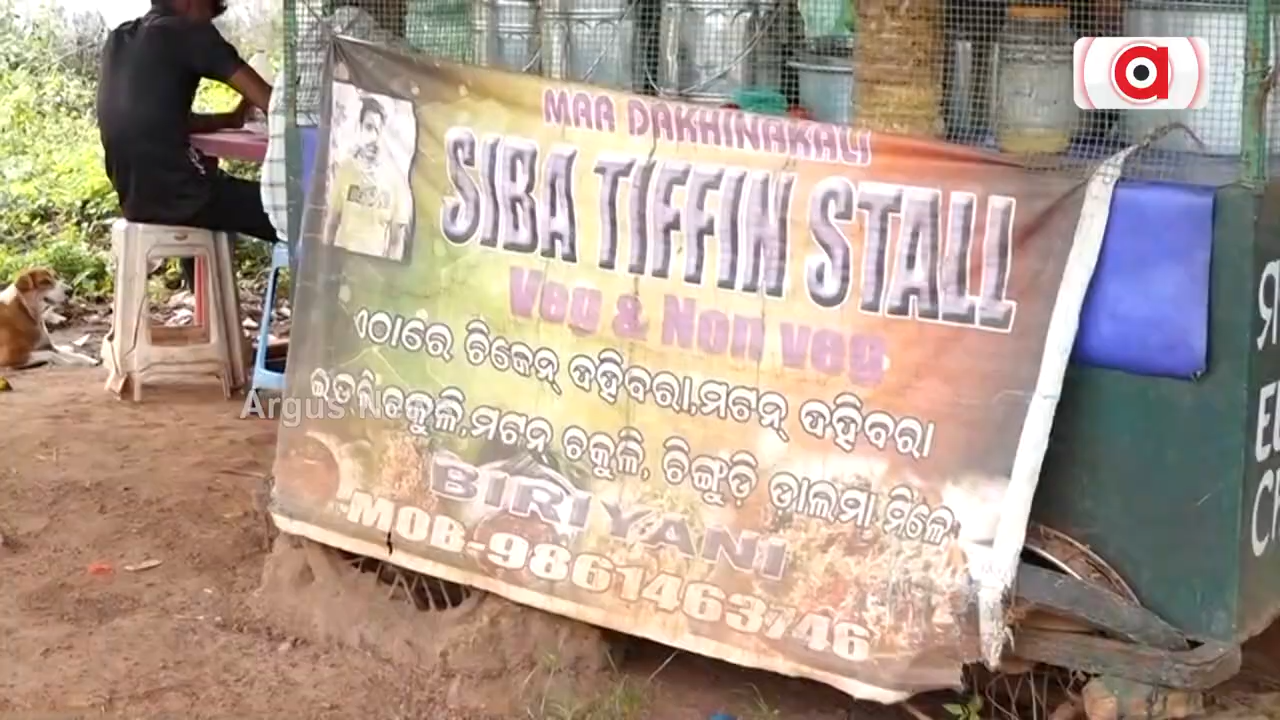 MAA DAKHINAKALI
SIBA TIFFIN STALL
Veg & Non veg
ଏଠାରେ ଚିକେନ୍ ଦହିବରା,ମଟନ୍ ଦହିବରା
ଚକୁଳି,ମଟନ ଚକୁଳି, ଚିଙ୍ଗୁଡି ଡ଼ାଲମା ମିଳେ
BIRIYANI
MOB-9861463746
a
Argus News